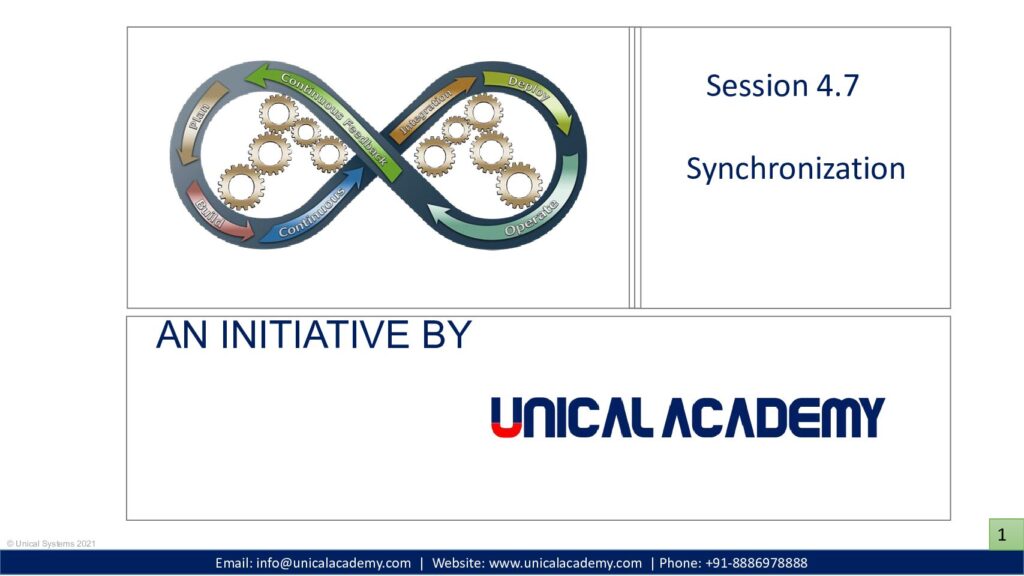 Plan
Build
Continuous
Continuous Feedback
Integration
Deploy
Operate
Session 4.7
Synchronization
AN INITIATIVE BY
UNICAL ACADEMY
1
© Unical Systems 2021
Email: info@unicalacademy.com | Website: www.unicalacademy.com | Phone: +91-8886978888